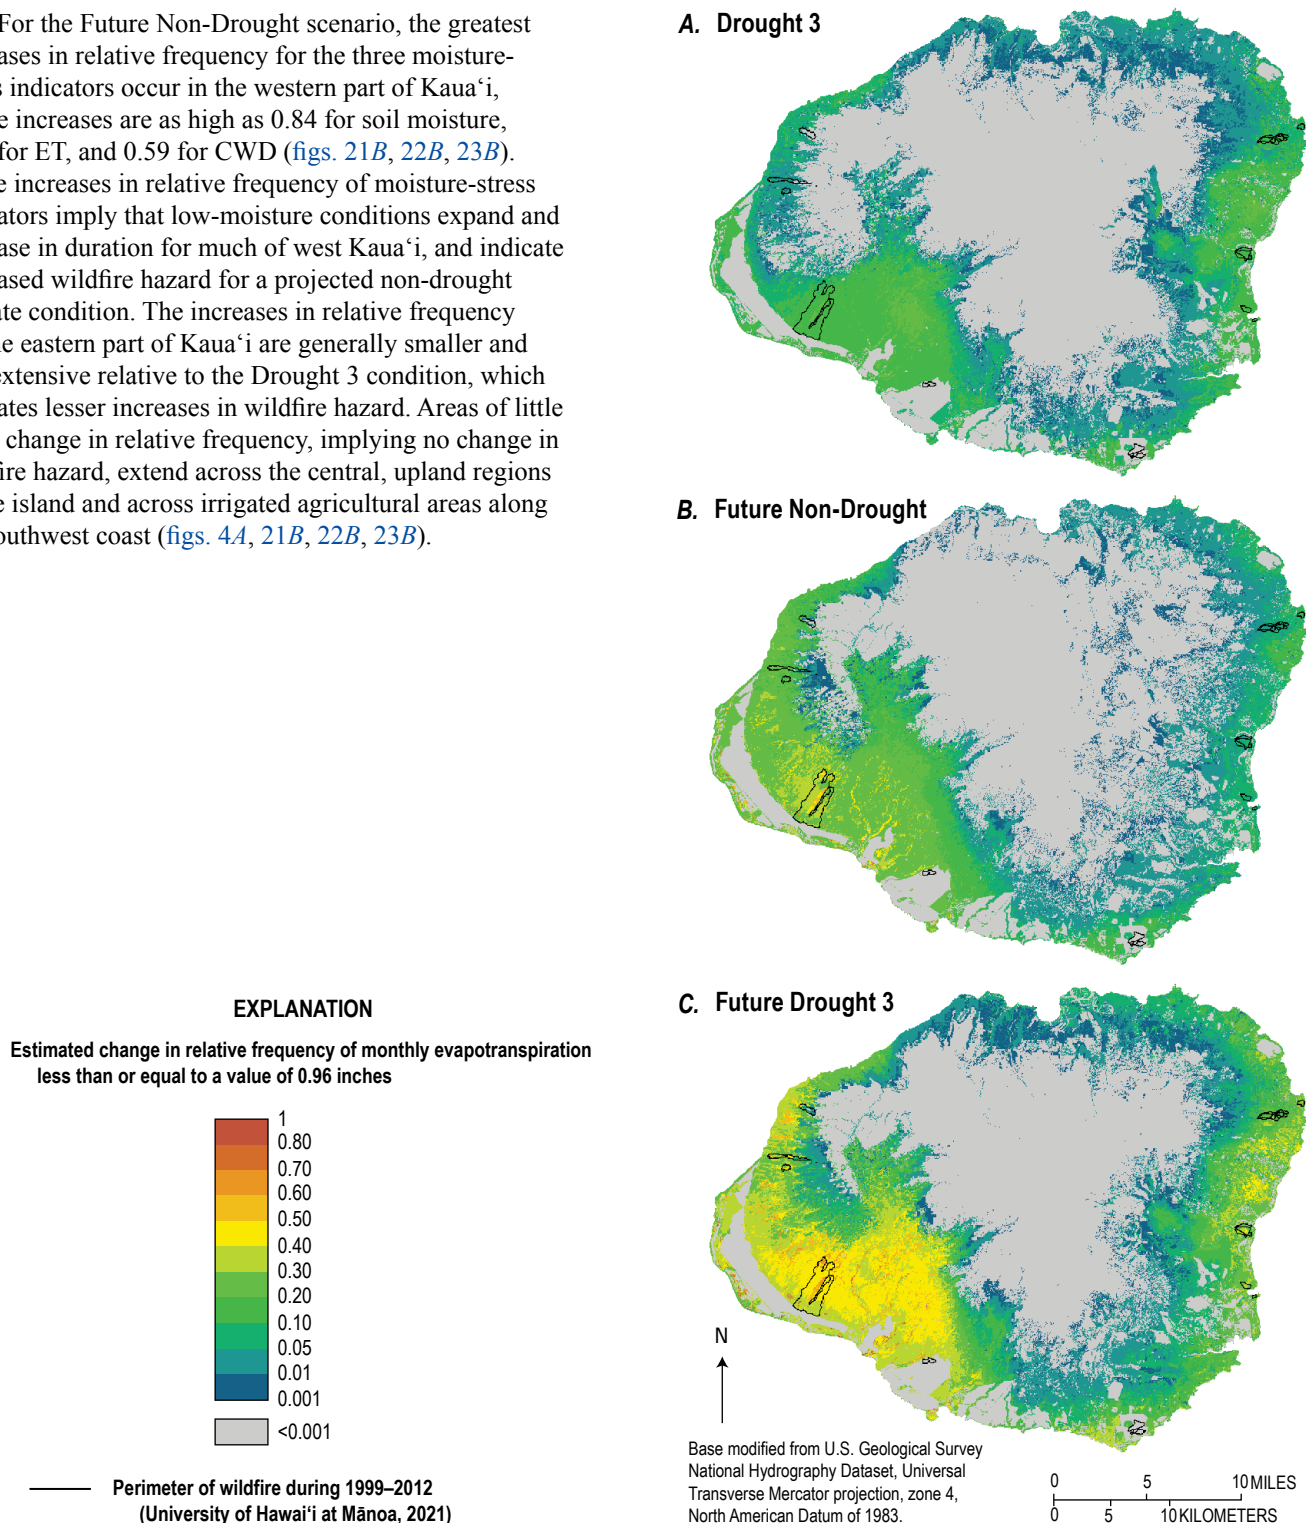 For the Future Non-Drought scenario, the greatest
ases in relative frequency for the three moisture-
s indicators occur in the western part of Kauaʻi,
e increases are as high as 0.84 for soil moisture,
for ET, and 0.59 for CWD (figs. 21B, 22B, 23B).
e increases in relative frequency of moisture-stress
ators imply that low-moisture conditions expand and
ase in duration for much of west Kauaʻi, and indicate
ased wildfire hazard for a projected non-drought
ate condition. The increases in relative frequency
ne eastern part of Kauaʻi are generally smaller and
extensive relative to the Drought 3 condition, which
ates lesser increases in wildfire hazard. Areas of little
change in relative frequency, implying no change in
fire hazard, extend across the central, upland regions
e island and across irrigated agricultural areas along
outhwest coast (figs. 4A, 21B, 22B, 23B).
A. Drought 3
B. Future Non-Drought
C. Future Drought 3
EXPLANATION
Estimated change in relative frequency of monthly evapotranspiration
less than or equal to a value of 0.96 inches
1
0.80
0.70
0.60
0.50
0.40
0.30
0.20
0.10
0.05
0.01
0.001
<0.001
Perimeter of wildfire during 1999–2012
(University of Hawaiʻi at Mānoa, 2021)
N
Base modified from U.S. Geological Survey
National Hydrography Dataset, Universal
Transverse Mercator projection, zone 4,
North American Datum of 1983.
0 5 10 MILES
0 5 10 KILOMETERS